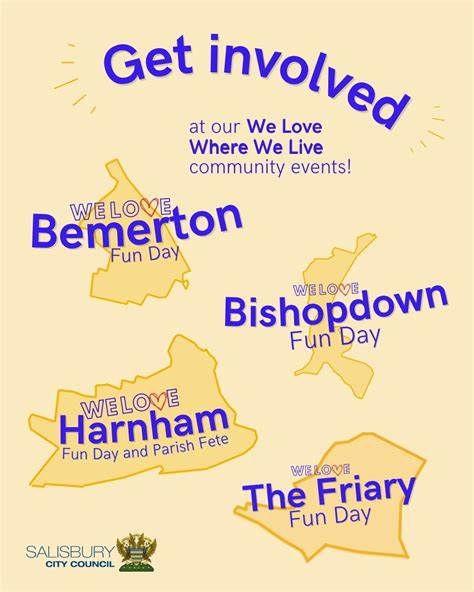 Get involved
at our We Love
Where We Live
community events!
WE LOVE
Bemerton
Fun Day
WE LOVE
Bishopdown
Fun Day
WE LOVE
Harnham
Fun Day and Parish Fete
WE LOVE
The Friary
Fun Day
SALISBURY
CITY COUNCIL